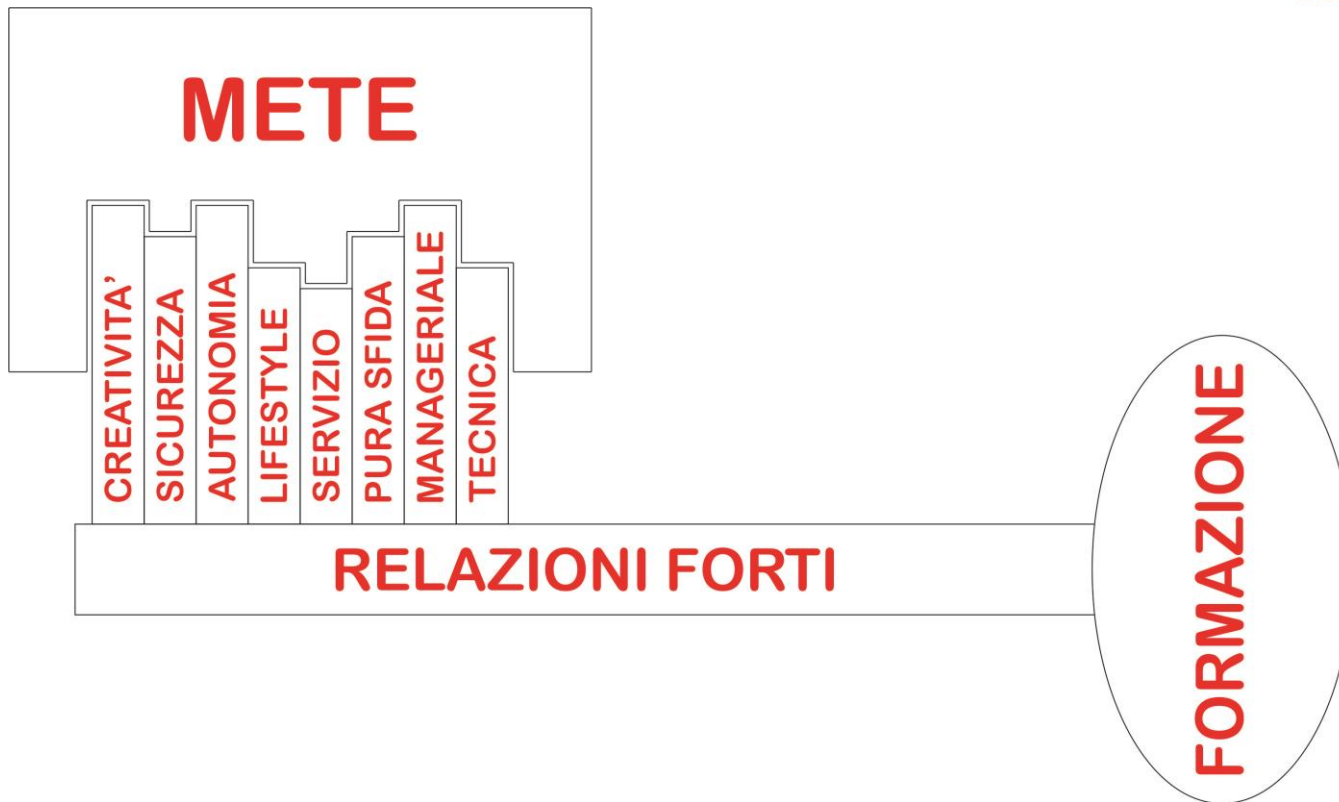 METE
CREATIVITA'
SICUREZZA
AUTONOMIA
LIFESTYLE
SERVIZIO
PURA SFIDA
MANAGERIALE
TECNICA
RELAZIONI FORTI
FORMAZIONE